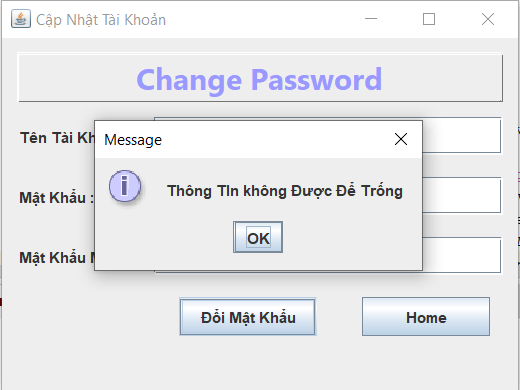 Cập Nhật Tài Khoản
Change Password
Tên Tài
Message
Thông TIn không Được Để Trống
OK
Mật Khẩu :
Mật Khẩu
Đổi Mật Khẩu
Home